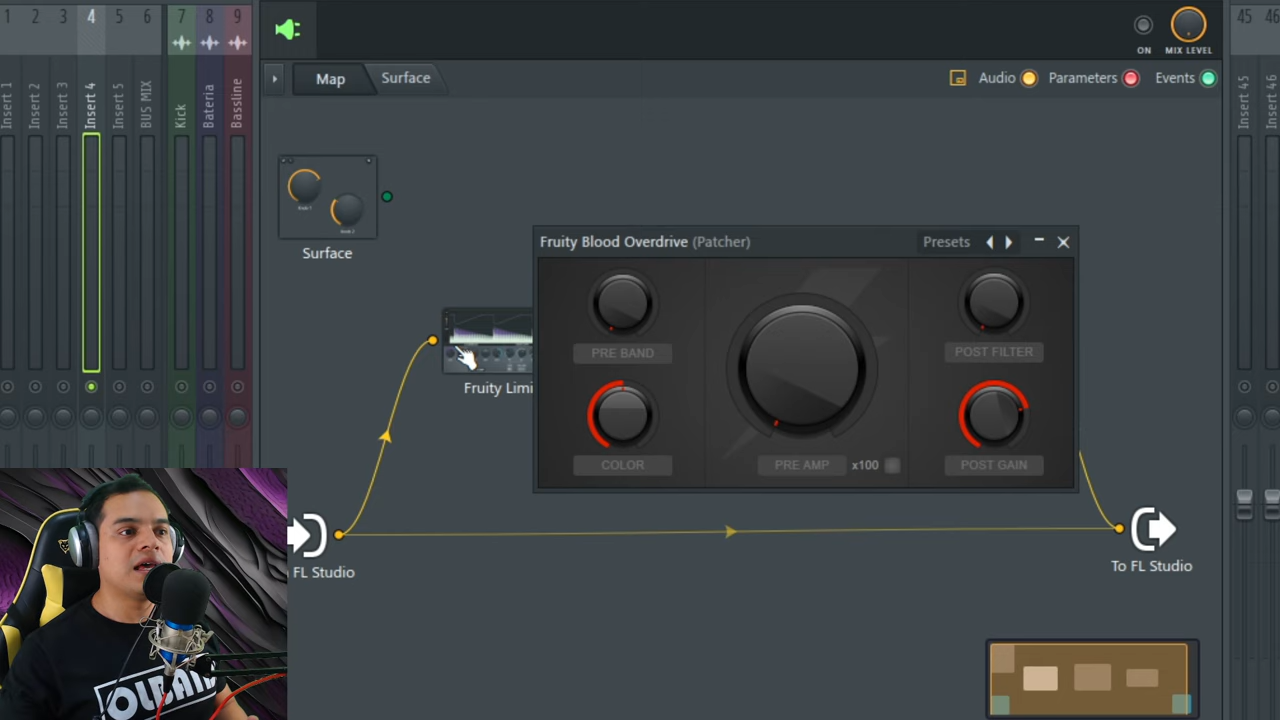 1 2 3 4 5 6 7 8 9
45 46
ON
MIX LEVEL
Map
Surface
Audio
Parameters
Events
Insert 1
Insert 2
Insert 3
Insert 4
Insert 5
BUS MIX
Kick
Bateria
Bassline
Insert 45
Insert 46
Surface
Fruity Blood Overdrive (Patcher)
Presets
PRE BAND
POST FILTER
Fruity Limi
COLOR
PRE AMP
x100
POST GAIN
FL Studio
To FL Studio